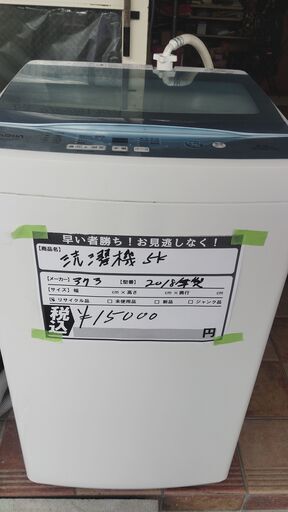 AQUA
早い者勝ち！お見逃しなく！
【商品名】
洗濯機 5K
【メーカー】アクア 【型番】2018年製
【サイズ】幅 cm×高さ cm×奥行 cm
☑リサイクル品 □未使用品 □新品 □ジャンク品
税込 ¥15000 円